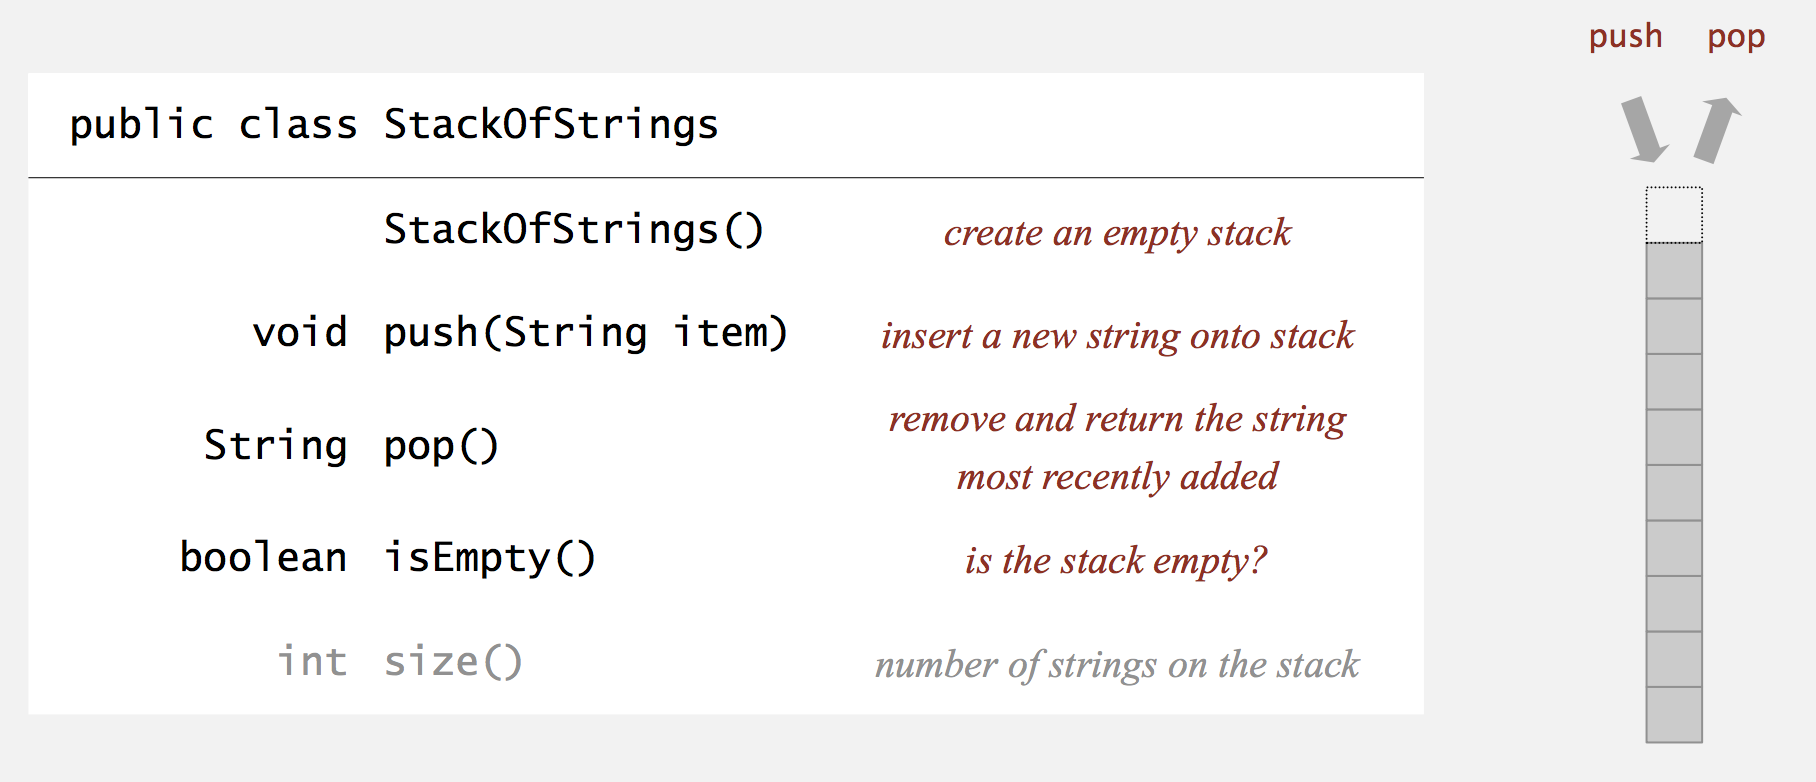 push pop
public class StackOfStrings
StackOfStrings() create an empty stack
void push(String item) insert a new string onto stack
String pop() remove and return the string
most recently added
boolean isEmpty() is the stack empty?
int size() number of strings on the stack